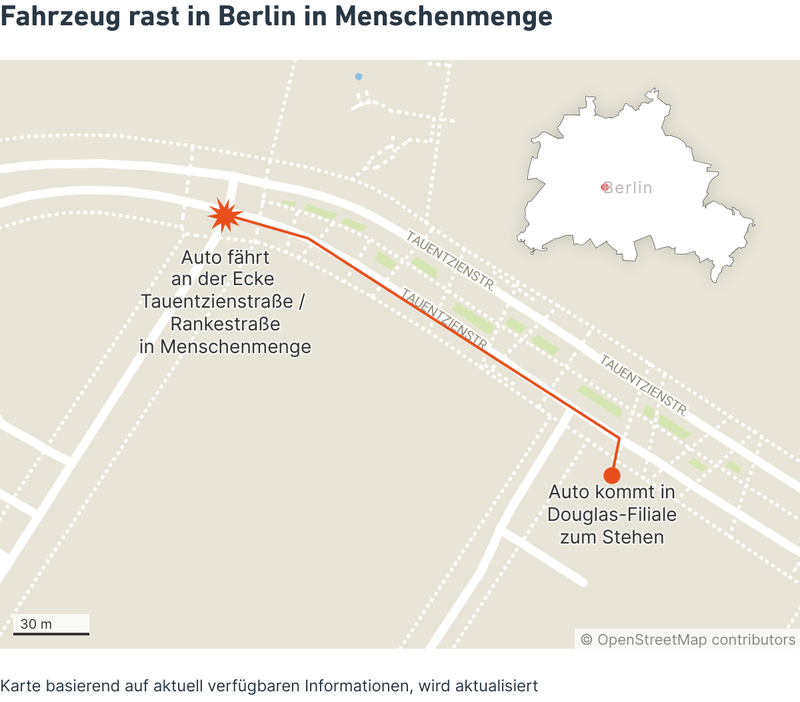 Fahrzeug rast in Berlin in Menschenmenge
Berlin
TAUENTZIENSTR.
Auto fährt
an der Ecke
Tauentzienstraße /
Rankestraße
in Menschenmenge
TAUENTZIENSTR.
TAUENTZIENSTR.
Auto kommt in
Douglas-Filiale
zum Stehen
30 m
© OpenStreetMap contributors
Karte basierend auf aktuell verfügbaren Informationen, wird aktualisiert